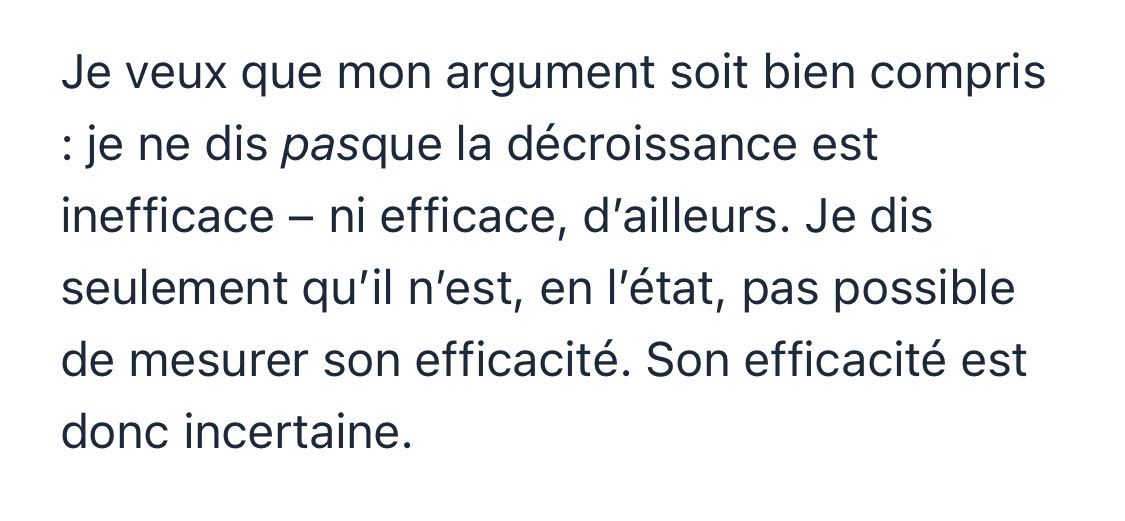 Je veux que mon argument soit bien compris
: je ne dis pasque la décroissance est
inefficace – ni efficace, d’ailleurs. Je dis
seulement qu’il n’est, en l’état, pas possible
de mesurer son efficacité. Son efficacité est
donc incertaine.